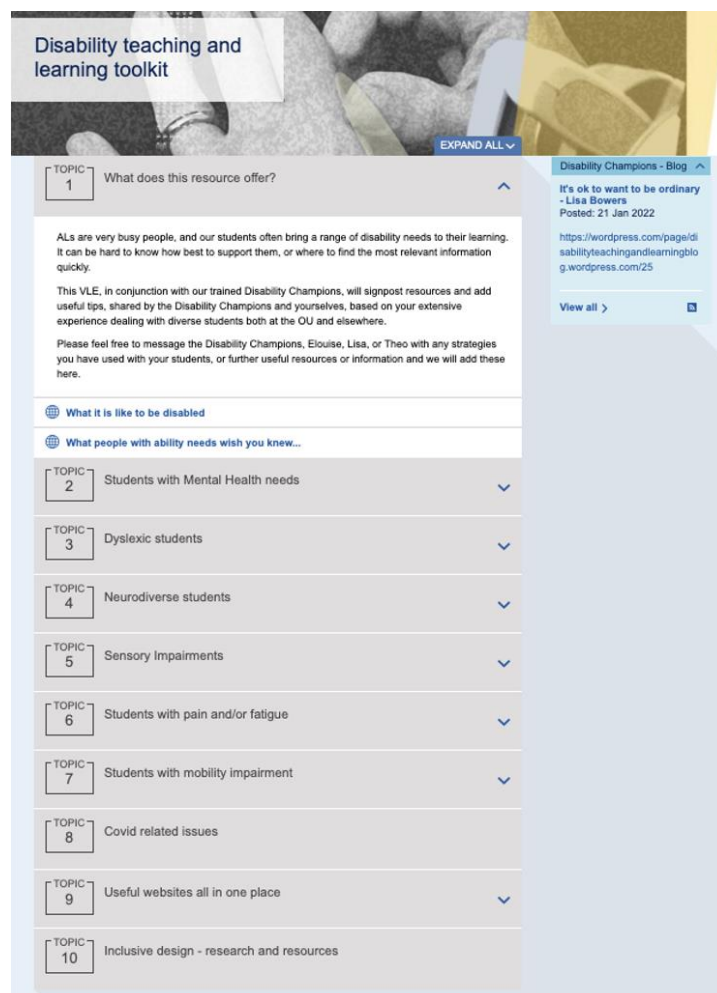 Disability teaching and
learning toolkit
EXPAND ALL
TOPIC
1
What does this resource offer?
ALs are very busy people, and our students often bring a range of disability needs to their learning.
It can be hard to know how best to support them, or where to find the most relevant information
quickly.
This VLE, in conjunction with our trained Disability Champions, will signpost resources and add
useful tips, shared by the Disability Champions and yourselves, based on your extensive
experience dealing with diverse students both at the OU and elsewhere.
Please feel free to message the Disability Champions, Elouise, Lisa, or Theo with any strategies
you have used with your students, or further useful resources or information and we will add these
here.
What it is like to be disabled
What people with ability needs wish you knew...
TOPIC
2
Students with Mental Health needs
TOPIC
3
Dyslexic students
TOPIC
4
Neurodiverse students
TOPIC
5
Sensory Impairments
TOPIC
6
Students with pain and/or fatigue
TOPIC
7
Students with mobility impairment
TOPIC
8
Covid related issues
TOPIC
9
Useful websites all in one place
TOPIC
10
Inclusive design - research and resources
Disability Champions - Blog
It's ok to want to be ordinary
- Lisa Bowers
Posted: 21 Jan 2022
https://wordpress.com/page/di
sabilityteachingandlearningblo
g.wordpress.com/25
View all